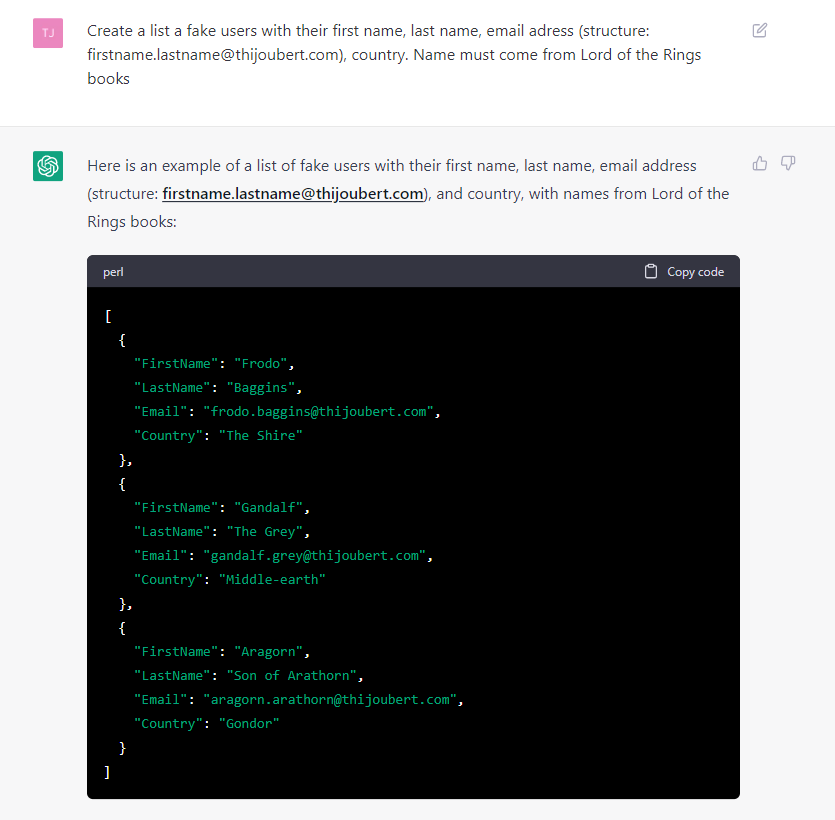 TJ
Create a list a fake users with their first name, last name, email adress (structure:
firstname.lastname@thijoubert.com), country. Name must come from Lord of the Rings
books
Here is an example of a list of fake users with their first name, last name, email address
(structure: firstname.lastname@thijoubert.com), and country, with names from Lord of the
Rings books:
perl
Copy code
[
  {
    "FirstName": "Frodo",
    "LastName": "Baggins",
    "Email": "frodo.baggins@thijoubert.com",
    "Country": "The Shire"
  },
  {
    "FirstName": "Gandalf",
    "LastName": "The Grey",
    "Email": "gandalf.grey@thijoubert.com",
    "Country": "Middle-earth"
  },
  {
    "FirstName": "Aragorn",
    "LastName": "Son of Arathorn",
    "Email": "aragorn.arathorn@thijoubert.com",
    "Country": "Gondor"
  }
]